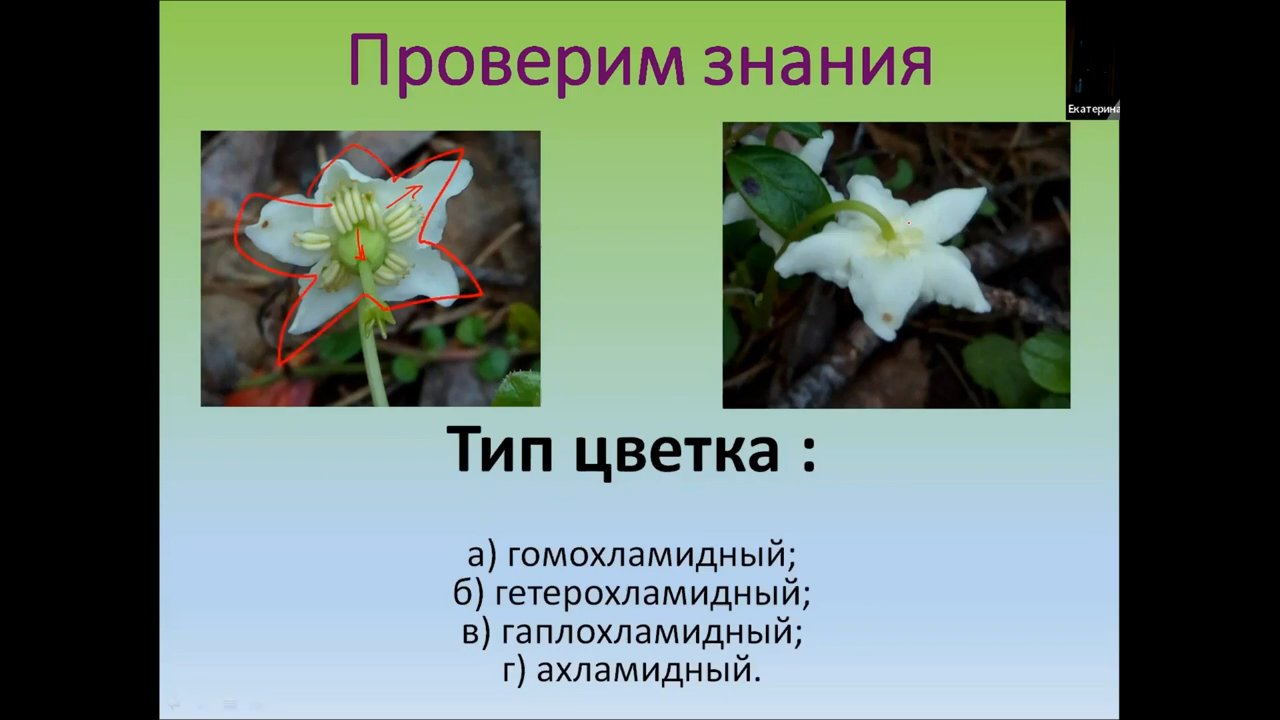 Проверим знания
Екатерина
Тип цветка :
а) гомохламидный;
б) гетерохламидный;
в) гаплохламидный;
г) ахламидный.